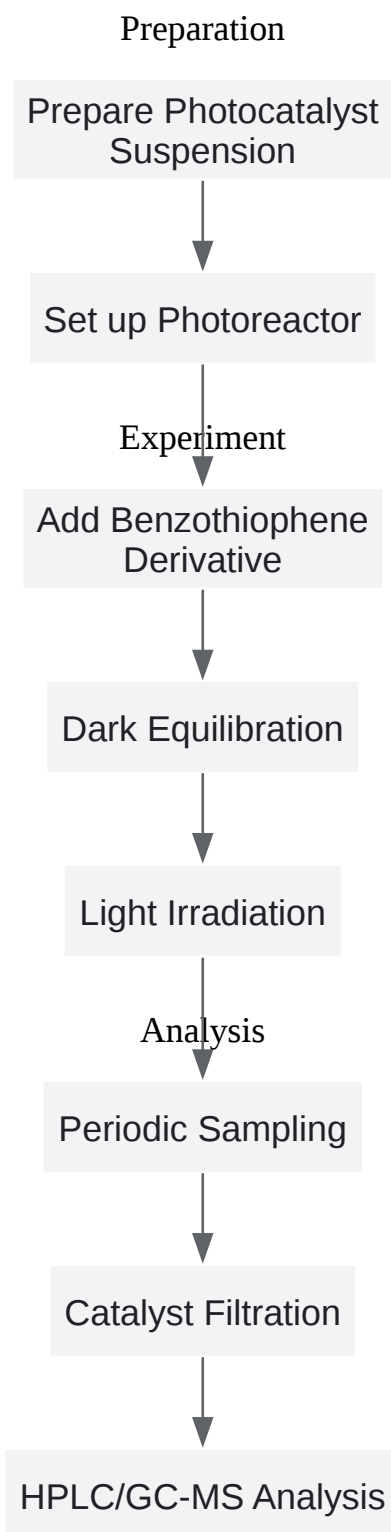 Preparation
Prepare Photocatalyst
Suspension
Set up Photoreactor
Experiment
Add Benzothiophene
Derivative
Dark Equilibration
Light Irradiation
Analysis
Periodic Sampling
Catalyst Filtration
HPLC/GC-MS Analysis